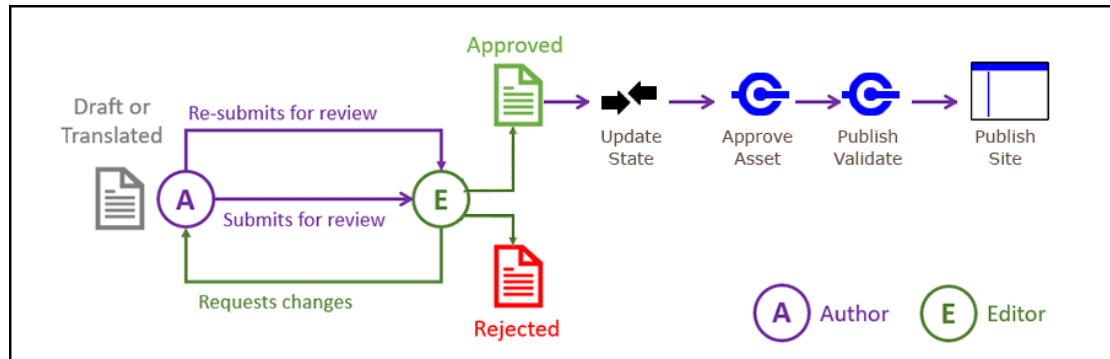 Approved
Draft or
Translated
Re-submits for review
A
E
Submits for review
Requests changes
Rejected
Update
State
Approve
Asset
Publish
Validate
Publish
Site
A Author
E Editor